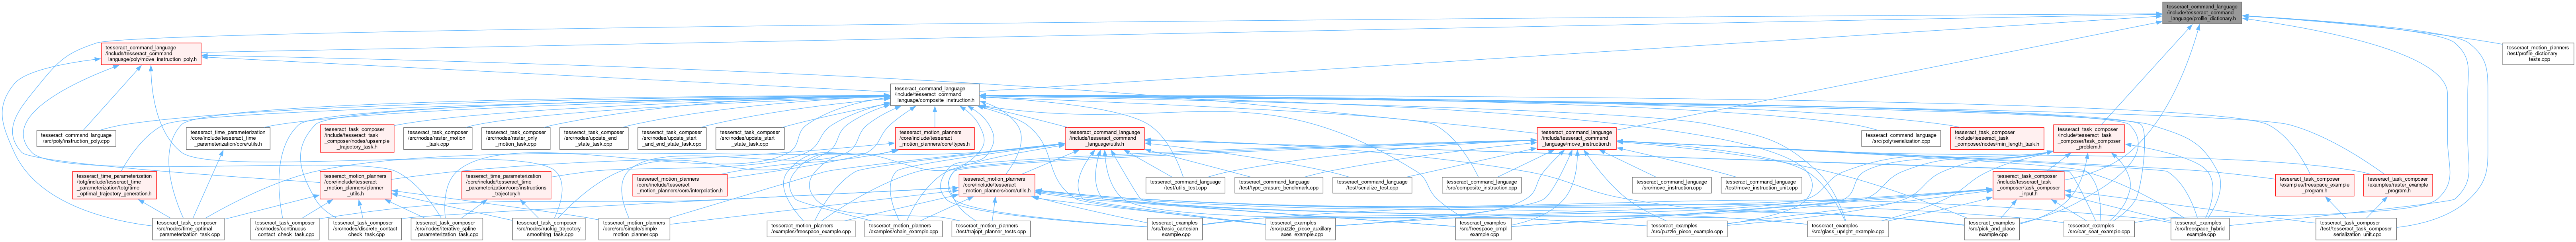 tesseract_command_language
/include/tesseract_command
_language/profile_dictionary.h
tesseract_command_language
/include/tesseract_command
_language/poly/move_instruction_poly.h
tesseract_motion_planners
/test/profile_dictionary
_tests.cpp
tesseract_command_language
/include/tesseract_command
_language/composite_instruction.h
tesseract_command_language
/src/poly/instruction_poly.cpp
tesseract_time_parameterization
/core/include/tesseract_time
_parameterization/core/utils.h
tesseract_task_composer
/include/tesseract_task
_composer/nodes/upsample
_trajectory_task.h
tesseract_task_composer
/src/nodes/raster_motion
_task.cpp
tesseract_task_composer
/src/nodes/raster_only
_motion_task.cpp
tesseract_task_composer
/src/nodes/update_end
_state_task.cpp
tesseract_task_composer
/src/nodes/update_start
_and_end_state_task.cpp
tesseract_task_composer
/src/nodes/update_start
_state_task.cpp
tesseract_motion_planners
/core/include/tesseract
_motion_planners/core/types.h
tesseract_command_language
/include/tesseract_command
_language/utils.h
tesseract_command_language
/include/tesseract_command
_language/move_instruction.h
tesseract_command_language
/src/poly/serialization.cpp
tesseract_task_composer
/include/tesseract_task
_composer/nodes/min_length_task.h
tesseract_task_composer
/include/tesseract_task
_composer/task_composer
_problem.h
tesseract_time_parameterization
/totg/include/tesseract_time
_parameterization/totg/time
_optimal_trajectory_generation.h
tesseract_motion_planners
/core/include/tesseract
_motion_planners/planner
_utils.h
tesseract_time_parameterization
/core/include/tesseract_time
_parameterization/core/instructions
_trajectory.h
tesseract_motion_planners
/core/include/tesseract
_motion_planners/core/interpolation.h
tesseract_motion_planners
/core/include/tesseract
_motion_planners/core/utils.h
tesseract_command_language
/test/utils_test.cpp
tesseract_command_language
/test/type_erasure_benchmark.cpp
tesseract_command_language
/test/serialize_test.cpp
tesseract_command_language
/src/composite_instruction.cpp
tesseract_command_language
/src/move_instruction.cpp
tesseract_command_language
/test/move_instruction_unit.cpp
tesseract_task_composer
/include/tesseract_task
_composer/task_composer
_input.h
tesseract_task_composer
/examples/freespace_example
_program.h
tesseract_task_composer
/examples/raster_example
_program.h
tesseract_task_composer
/src/nodes/time_optimal
_parameterization_task.cpp
tesseract_task_composer
/src/nodes/continuous
_contact_check_task.cpp
tesseract_task_composer
/src/nodes/discrete_contact
_check_task.cpp
tesseract_task_composer
/src/nodes/iterative_spline
_parameterization_task.cpp
tesseract_task_composer
/src/nodes/ruckig_trajectory
_smoothing_task.cpp
tesseract_motion_planners
/core/src/simple/simple
_motion_planner.cpp
tesseract_motion_planners
/examples/freespace_example.cpp
tesseract_motion_planners
/examples/chain_example.cpp
tesseract_motion_planners
/test/trajopt_planner_tests.cpp
tesseract_examples
/src/basic_cartesian
_example.cpp
tesseract_examples
/src/puzzle_piece_auxillary
_axes_example.cpp
tesseract_examples
/src/freespace_ompl
_example.cpp
tesseract_examples
/src/puzzle_piece_example.cpp
tesseract_examples
/src/glass_upright_example.cpp
tesseract_examples
/src/pick_and_place
_example.cpp
tesseract_examples
/src/car_seat_example.cpp
tesseract_examples
/src/freespace_hybrid
_example.cpp
tesseract_task_composer
/test/tesseract_task_composer
_serialization_unit.cpp